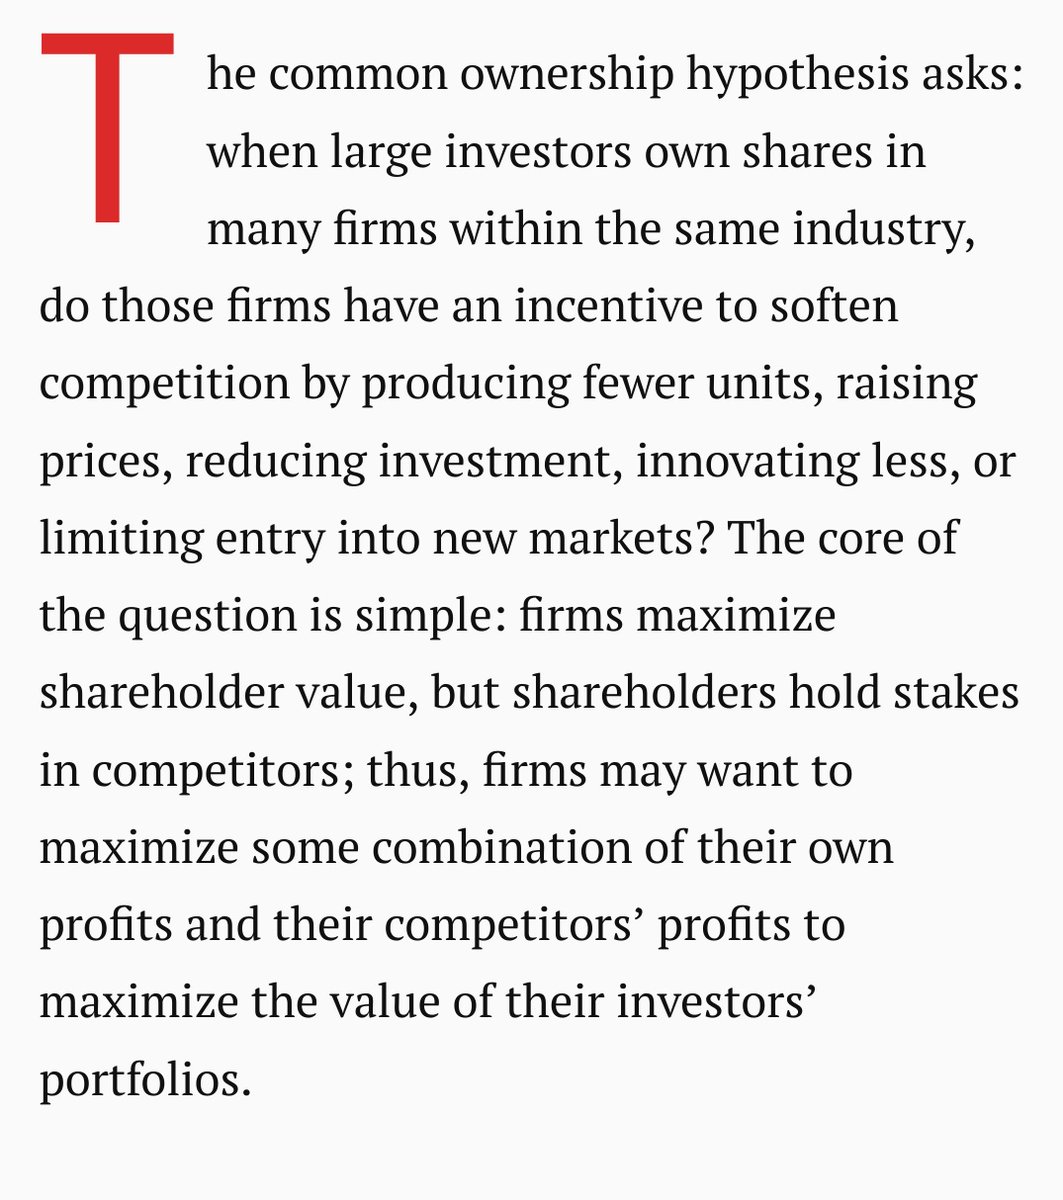 The common ownership hypothesis asks:
when large investors own shares in
many firms within the same industry,
do those firms have an incentive to soften
competition by producing fewer units, raising
prices, reducing investment, innovating less, or
limiting entry into new markets? The core of
the question is simple: firms maximize
shareholder value, but shareholders hold stakes
in competitors; thus, firms may want to
maximize some combination of their own
profits and their competitors’ profits to
maximize the value of their investors’
portfolios.